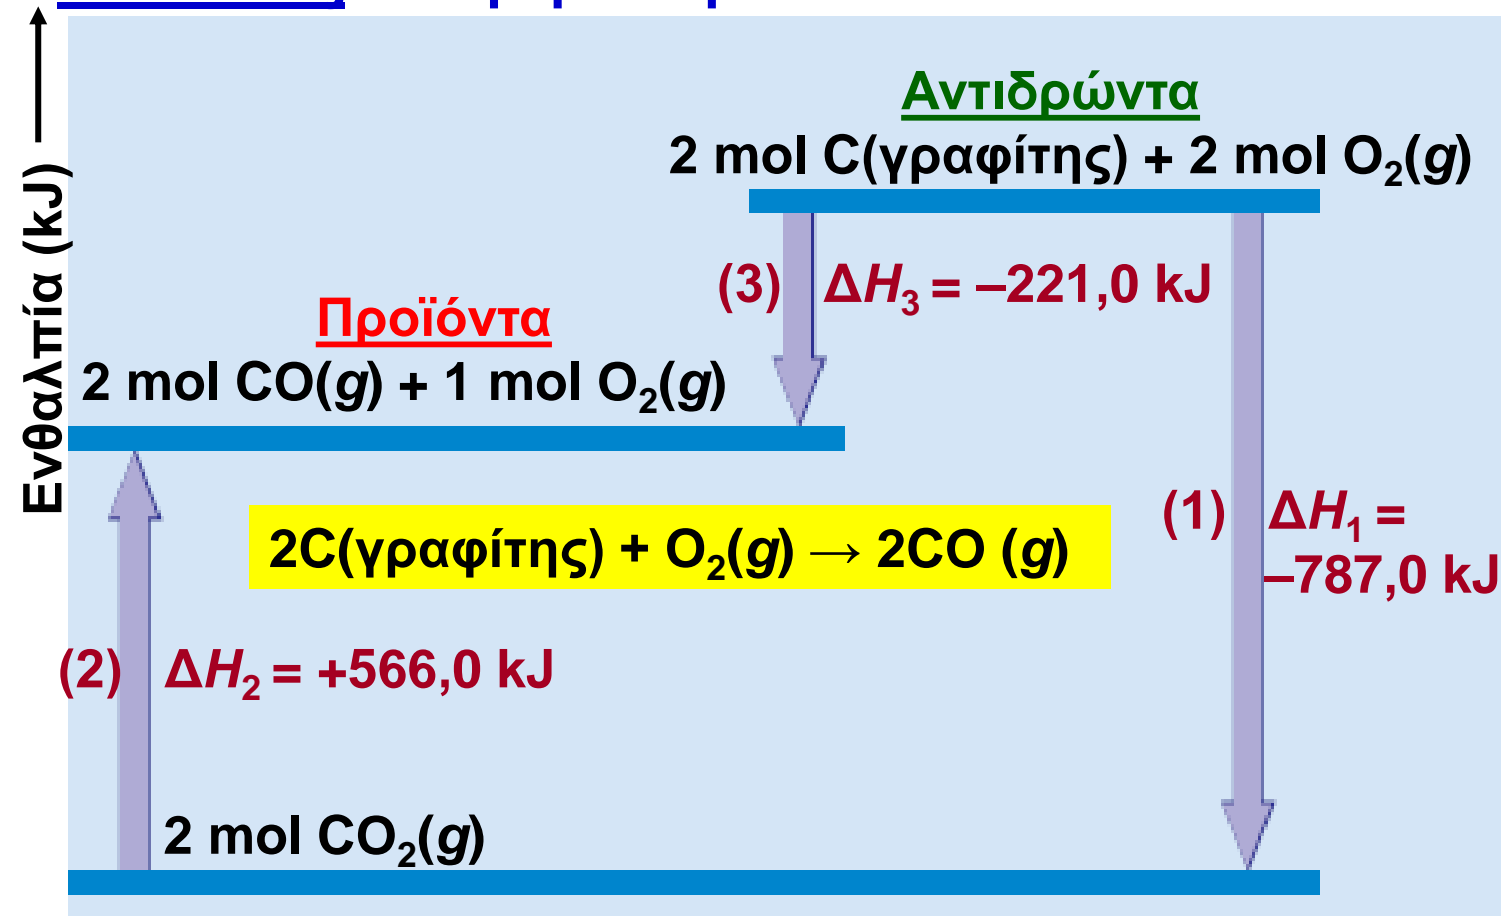 Ενθαλπία (kJ)
Αντιδρώντα
2 mol C(γραφίτης) + 2 mol O₂(g)
(3) ΔH₃ = –221,0 kJ
Προϊόντα
2 mol CO(g) + 1 mol O₂(g)
(1) ΔH₁ =
–787,0 kJ
2C(γραφίτης) + O₂(g) → 2CO (g)
(2) ΔH₂ = +566,0 kJ
2 mol CO₂(g)